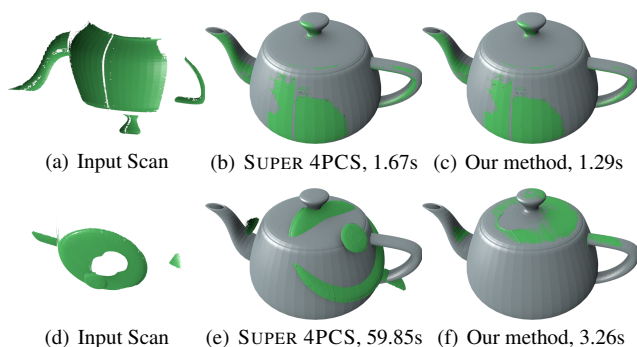 (a) Input Scan
(b) SUPER 4PCS, 1.67s
(c) Our method, 1.29s
(d) Input Scan
(e) SUPER 4PCS, 59.85s
(f) Our method, 3.26s